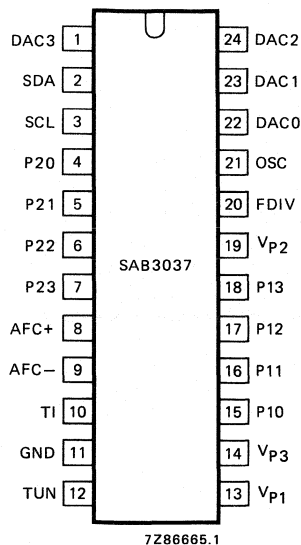 DAC3 1 24 DAC2
SDA 2 23 DAC1
SCL 3 22 DAC0
P20 4 21 OSC
P21 5 20 FDIV
P22 6 19 VP2
SAB3037
P23 7 18 P13
AFC+ 8 17 P12
AFC− 9 16 P11
TI 10 15 P10
GND 11 14 VP3
TUN 12 13 VP1
7Z86665.1